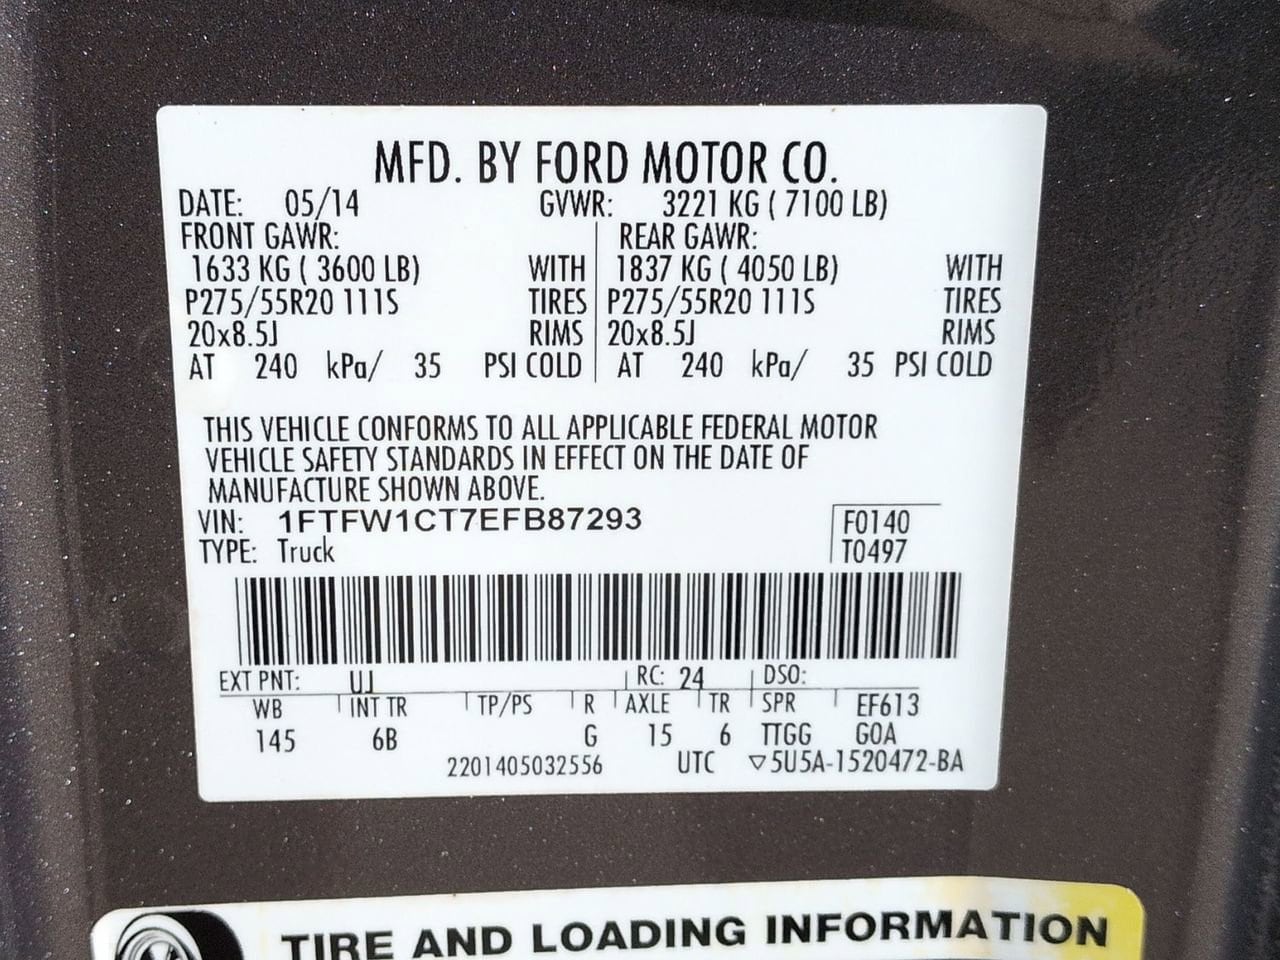 MFD. BY FORD MOTOR CO.
DATE: 05/14 GVWR: 3221 KG ( 7100 LB)
FRONT GAWR: REAR GAWR:
1633 KG ( 3600 LB) WITH 1837 KG ( 4050 LB) WITH
P275/55R20 111S TIRES P275/55R20 111S TIRES
20x8.5J RIMS 20x8.5J RIMS
AT 240 kPa/ 35 PSI COLD AT 240 kPa/ 35 PSI COLD
THIS VEHICLE CONFORMS TO ALL APPLICABLE FEDERAL MOTOR
VEHICLE SAFETY STANDARDS IN EFFECT ON THE DATE OF
MANUFACTURE SHOWN ABOVE.
VIN: 1FTFW1CT7EFB87293 F0140
TYPE: Truck T0497
EXT PNT: UJ RC: 24 DSO:
WB INT TR TP/PS R AXLE TR SPR EF613
145 6B G 15 6 TTGG GOA
2201405032556 UTC ▽5U5A-1520472-BA
TIRE AND LOADING INFORMATION